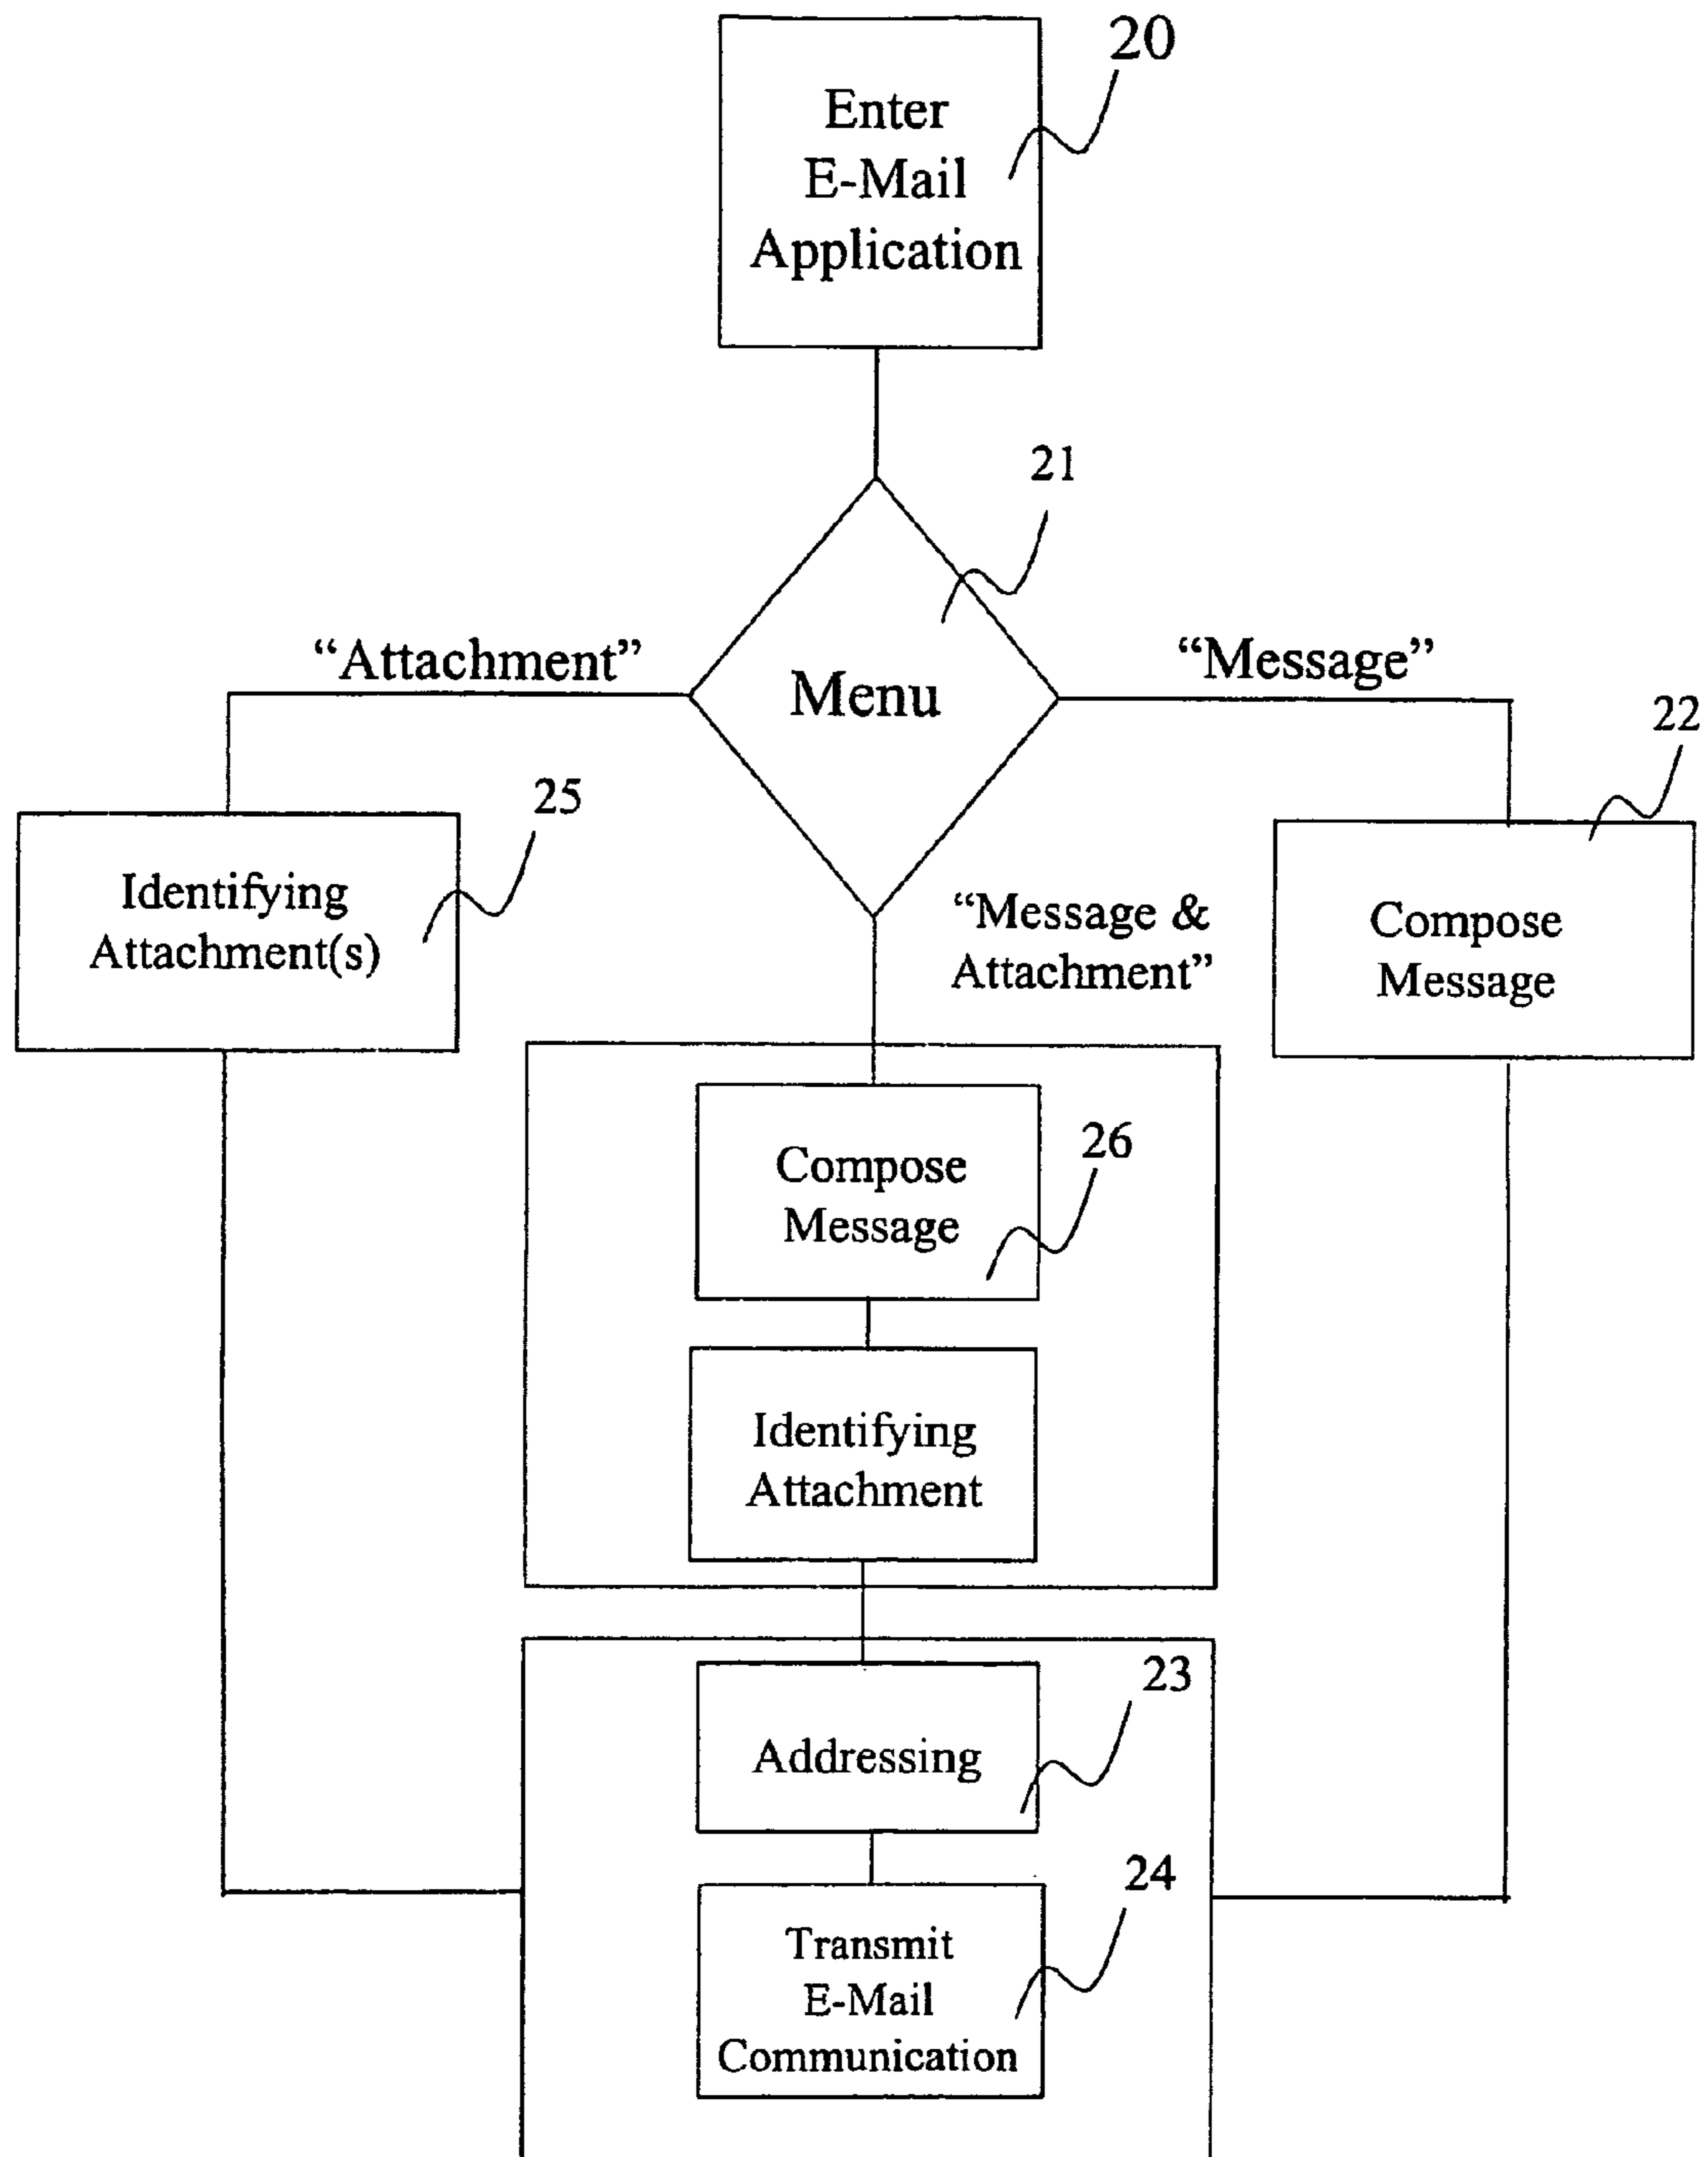 20
Enter
E-Mail
Application
21
“Attachment”
Menu
“Message”
22
25
Identifying
Attachment(s)
“Message &
Attachment”
Compose
Message
Compose
Message
26
Identifying
Attachment
23
Addressing
24
Transmit
E-Mail
Communication